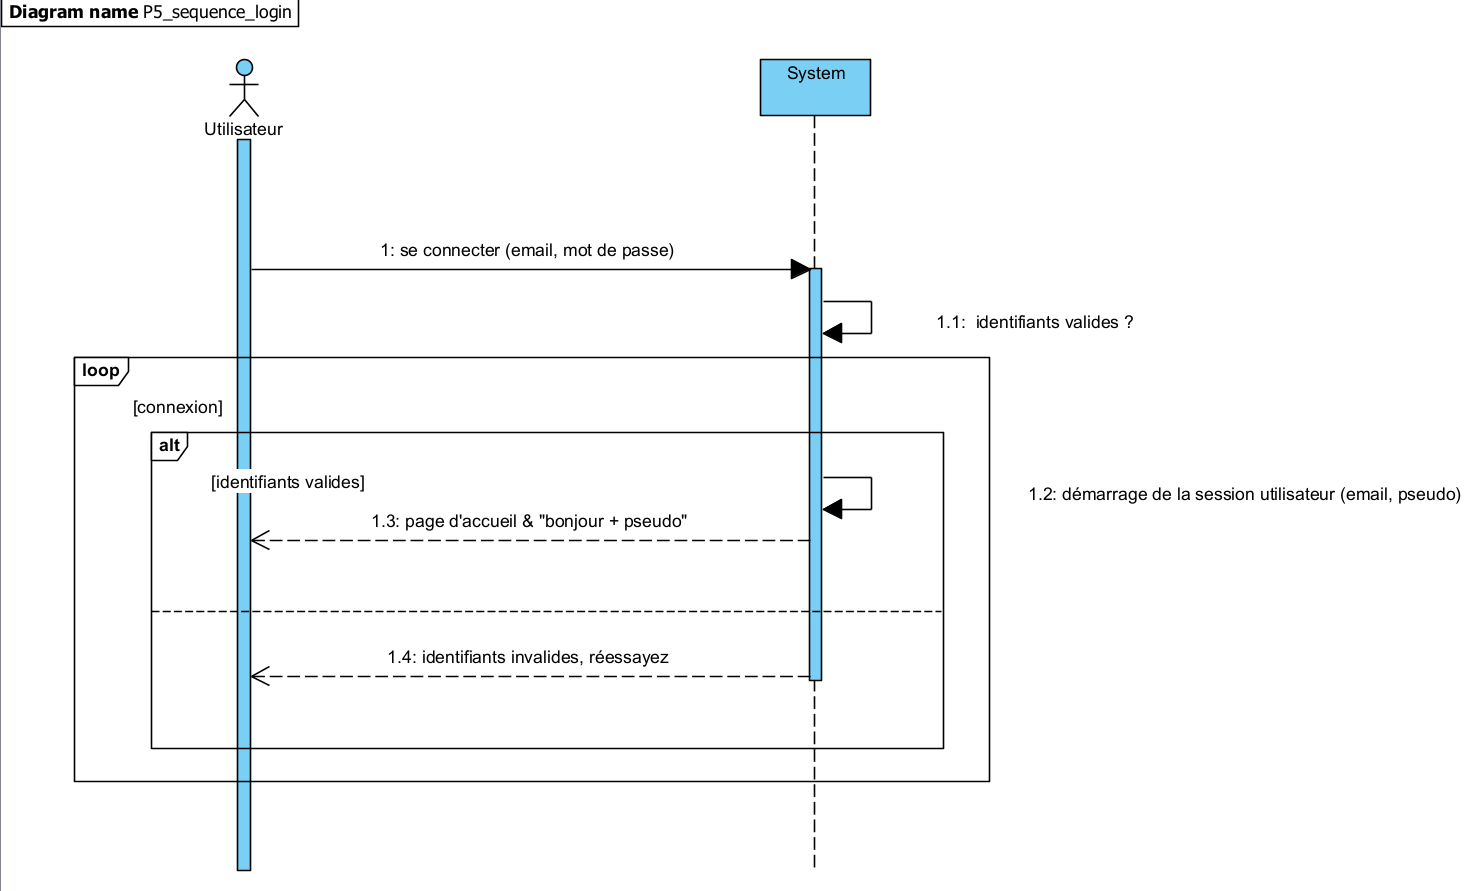 Diagram name P5_sequence_login
System
Utilisateur
1: se connecter (email, mot de passe)
1.1:  identifiants valides ?
loop
[connexion]
alt
[identifiants valides]
1.2: démarrage de la session utilisateur (email, pseudo)
1.3: page d'accueil & "bonjour + pseudo"
1.4: identifiants invalides, réessayez